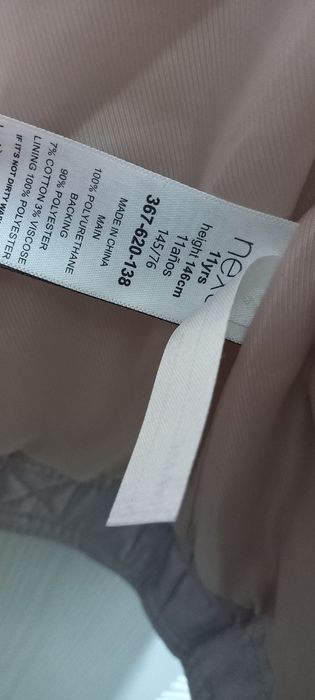 next
11yrs
height 146cm
11años
145/76
367-620-138
MADE IN CHINA
MAIN
100% POLYURETHANE
BACKING
90% POLYESTER
7% COTTON 3% VISCOSE
LINING 100% POLYESTER
IF IT'S NOT DIRTY